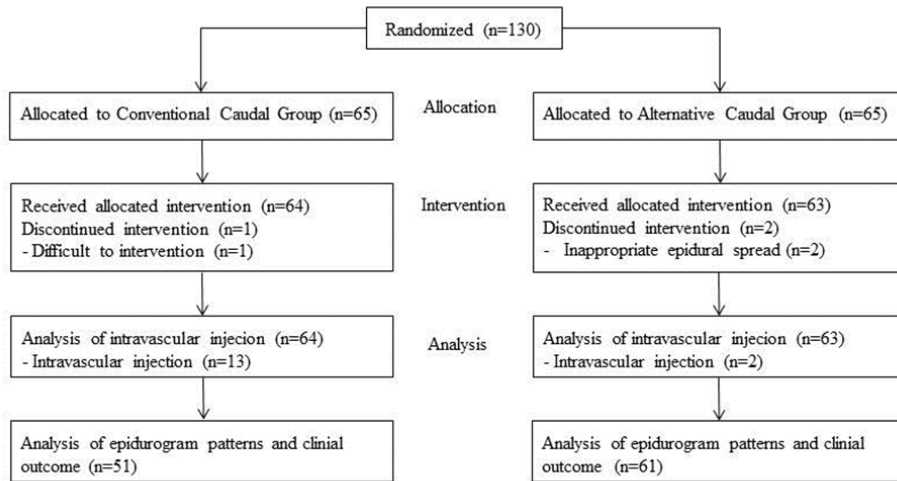 Randomized (n=130)
Allocated to Conventional Caudal Group (n=65)
Allocation
Allocated to Alternative Caudal Group (n=65)
Received allocated intervention (n=64)
Discontinued intervention (n=1)
- Difficult to intervention (n=1)
Intervention
Received allocated intervention (n=63)
Discontinued intervention (n=2)
- Inappropriate epidural spread (n=2)
Analysis of intravascular injecion (n=64)
- Intravascular injection (n=13)
Analysis
Analysis of intravascular injecion (n=63)
- Intravascular injection (n=2)
Analysis of epidurogram patterns and clinial
outcome (n=51)
Analysis of epidurogram patterns and clinial
outcome (n=61)